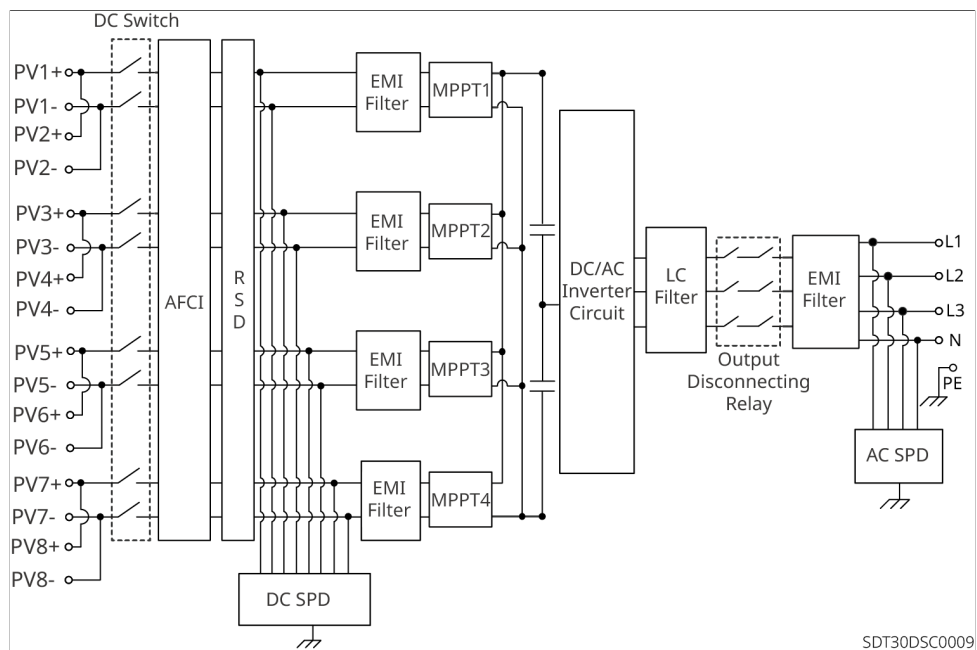 DC Switch
PV1+
PV1-
PV2+
PV2-
PV3+
PV3-
PV4+
PV4-
PV5+
PV5-
PV6+
PV6-
PV7+
PV7-
PV8+
PV8-
AFCI
R
S
D
EMI
Filter
MPPT1
EMI
Filter
MPPT2
EMI
Filter
MPPT3
EMI
Filter
MPPT4
DC SPD
DC/AC
Inverter
Circuit
LC
Filter
Output
Disconnecting
Relay
EMI
Filter
L1
L2
L3
N
PE
AC SPD
SDT30DSC0009